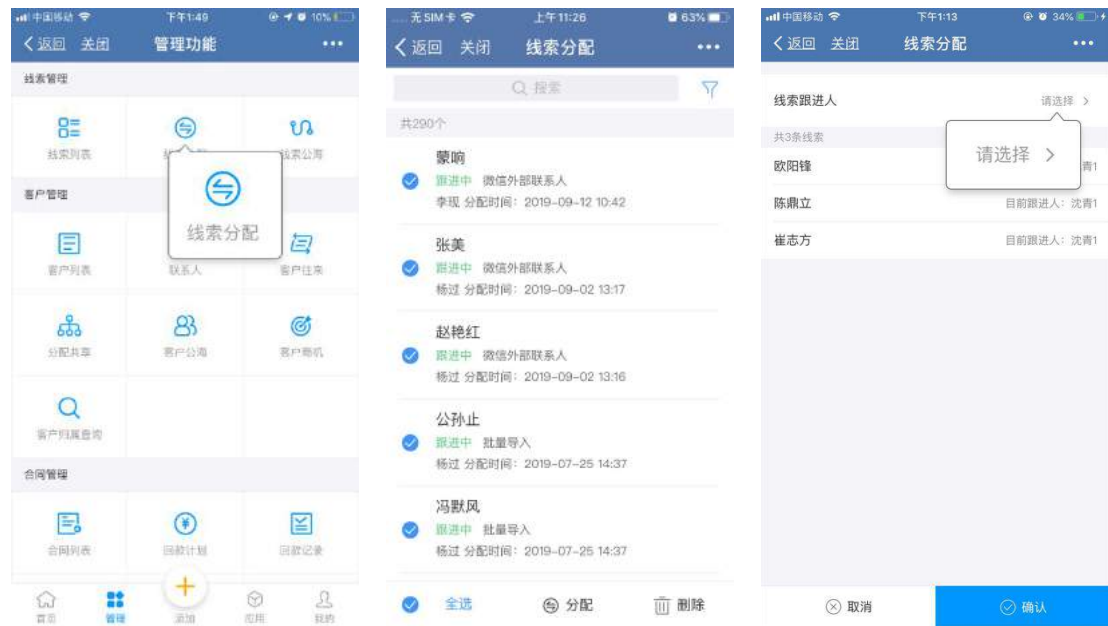 中国移动 下午1:49 10%
返回 关闭 管理功能
线索管理
线索列表 线索公海
线索分配
客户管理
客户列表 联系人 客户往来
分配共享 客户公海 客户商机
客户归属查询
合同管理
合同列表 回款计划 回款记录
首页 管理 添加 应用 我的
无 SIM 卡 上午11:26 63%
返回 关闭 线索分配
搜索
共290个
蒙响
跟进中 微信外部联系人
李现 分配时间：2019-09-12 10:42
张美
跟进中 微信外部联系人
杨过 分配时间：2019-09-02 13:17
赵艳红
跟进中 微信外部联系人
杨过 分配时间：2019-09-02 13:16
公孙止
跟进中 批量导入
杨过 分配时间：2019-07-25 14:37
冯默风
跟进中 批量导入
杨过 分配时间：2019-07-25 14:37
全选 分配 删除
中国移动 下午1:13 34%
返回 关闭 线索分配
线索跟进人 请选择
共3条线索
请选择
欧阳锋 青1
陈鼎立 目前跟进人：沈青1
崔志方 目前跟进人：沈青1
取消 确认